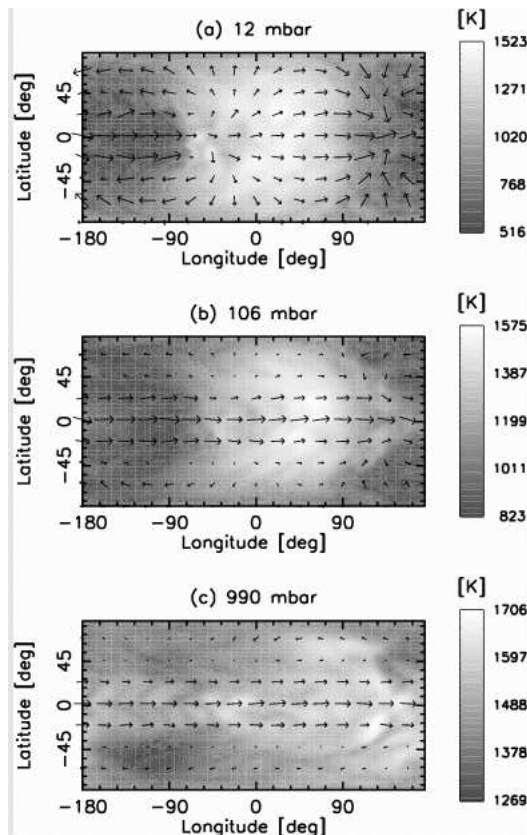 (a) 12 mbar
[K]
1523
1271
1020
768
516
Latitude [deg]
45
0
-45
-180 -90 0 90
Longitude [deg]
(b) 106 mbar
[K]
1575
1387
1199
1011
823
Latitude [deg]
45
0
-45
-180 -90 0 90
Longitude [deg]
(c) 990 mbar
[K]
1706
1597
1488
1378
1269
Latitude [deg]
45
0
-45
-180 -90 0 90
Longitude [deg]